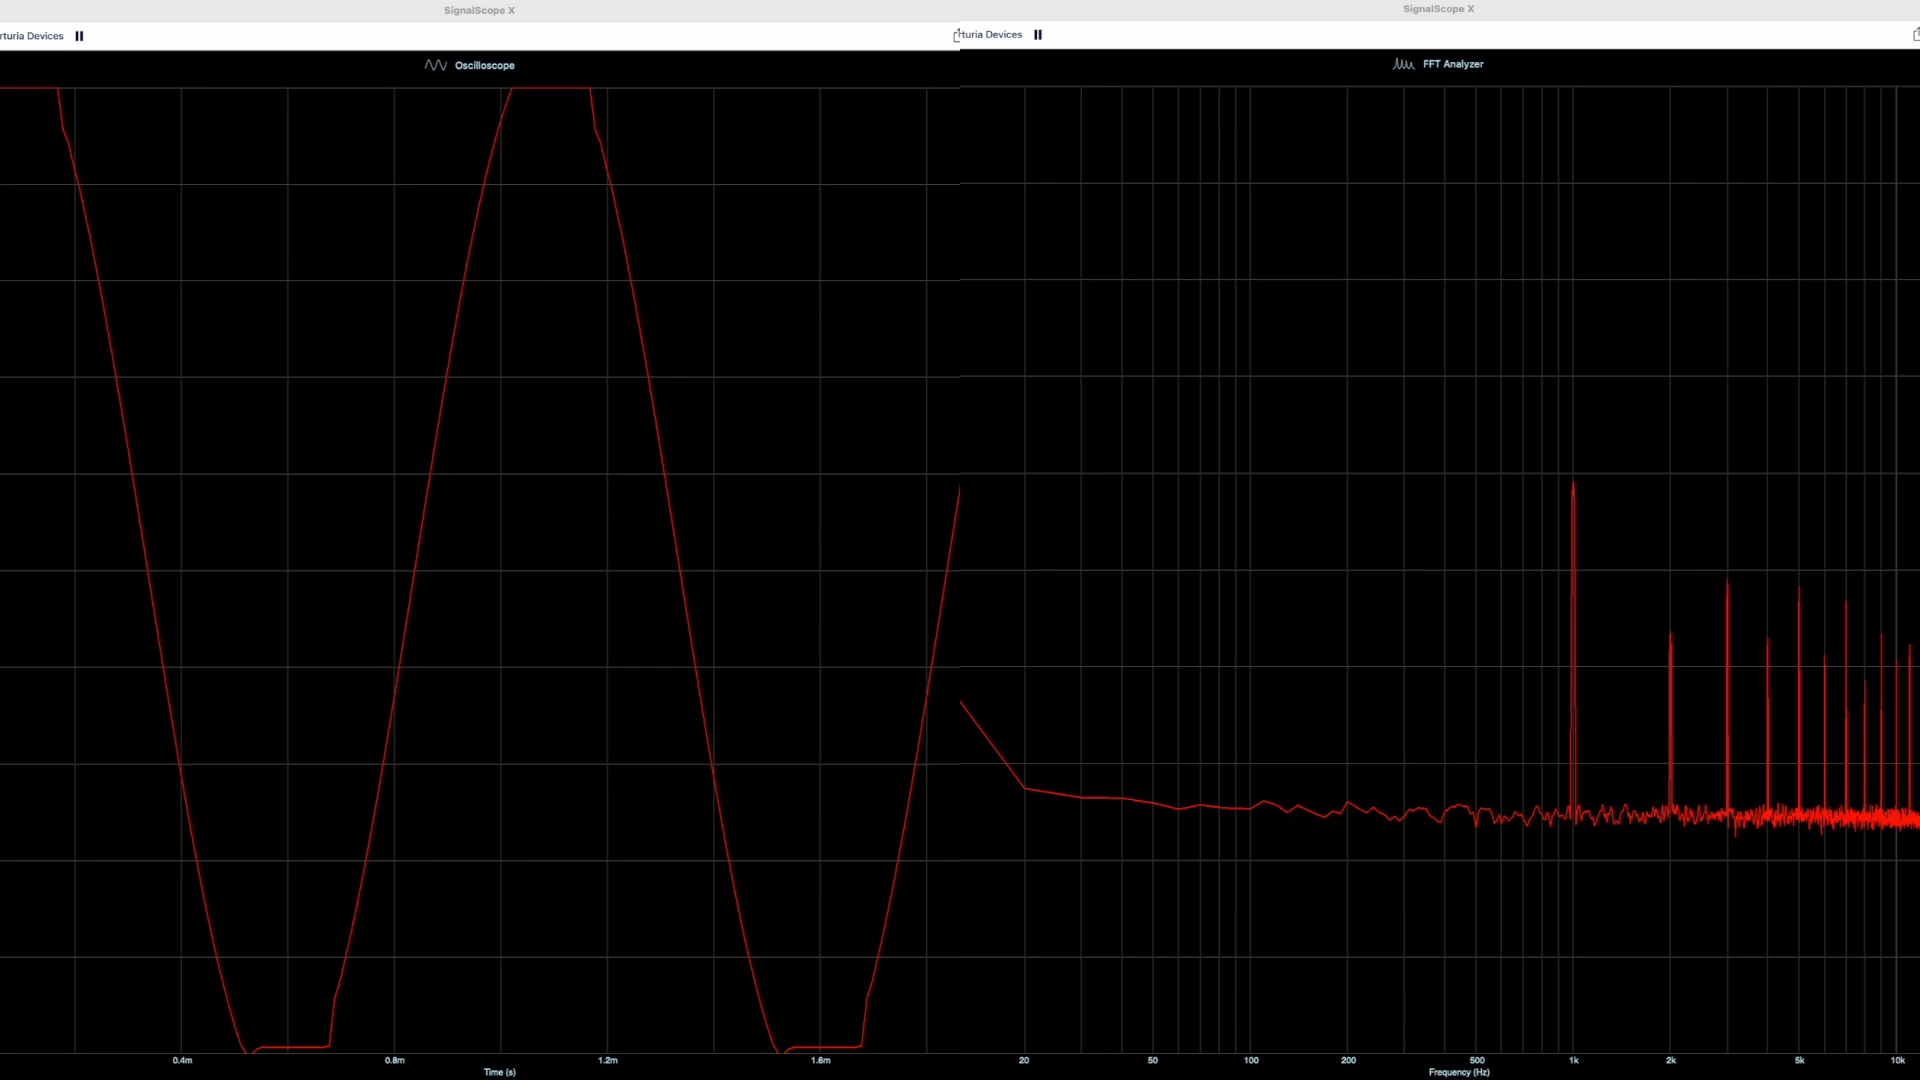 SignalScope X
rturia Devices
Oscilloscope
0.4m 0.8m 1.2m 1.6m
Time (s)
SignalScope X
rturia Devices
FFT Analyzer
20 50 100 200 500 1k 2k 5k 10k
Frequency (Hz)